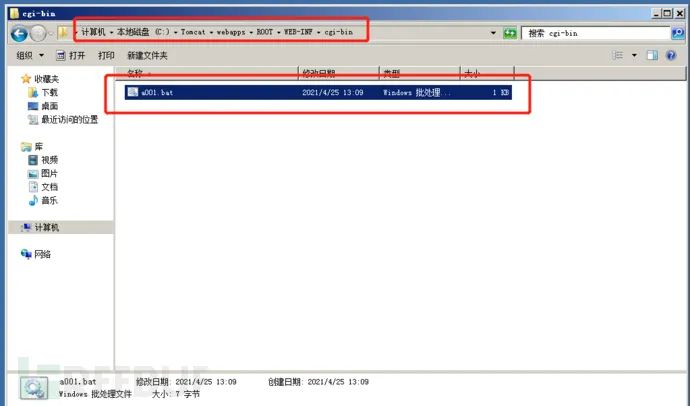 cgi-bin
计算机 本地磁盘 (C:) Tomcat webapps ROOT WEB-INF cgi-bin 搜索 cgi-bin
组织 打开 打印 新建文件夹
名称 修改日期 类型 大小
收藏夹
a001.bat 2021/4/25 13:09 Windows 批处理... 1 KB
下载
桌面
最近访问的位置
库
视频
图片
文档
音乐
计算机
网络
a001.bat 修改日期: 2021/4/25 13:09 创建日期: 2021/4/25 13:09
Windows 批处理文件 大小: 7 字节